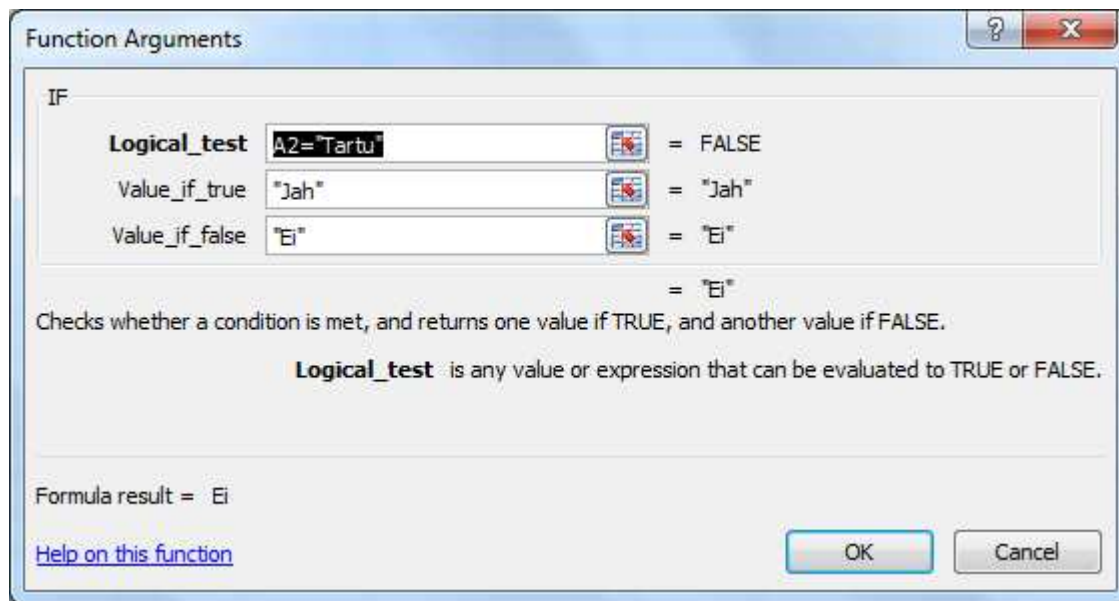 Function Arguments
IF
Logical_test A2="Tartu" = FALSE
Value_if_true "Jah" = "Jah"
Value_if_false "Ei" = "Ei"
= "Ei"
Checks whether a condition is met, and returns one value if TRUE, and another value if FALSE.
Logical_test is any value or expression that can be evaluated to TRUE or FALSE.
Formula result = Ei
Help on this function OK Cancel